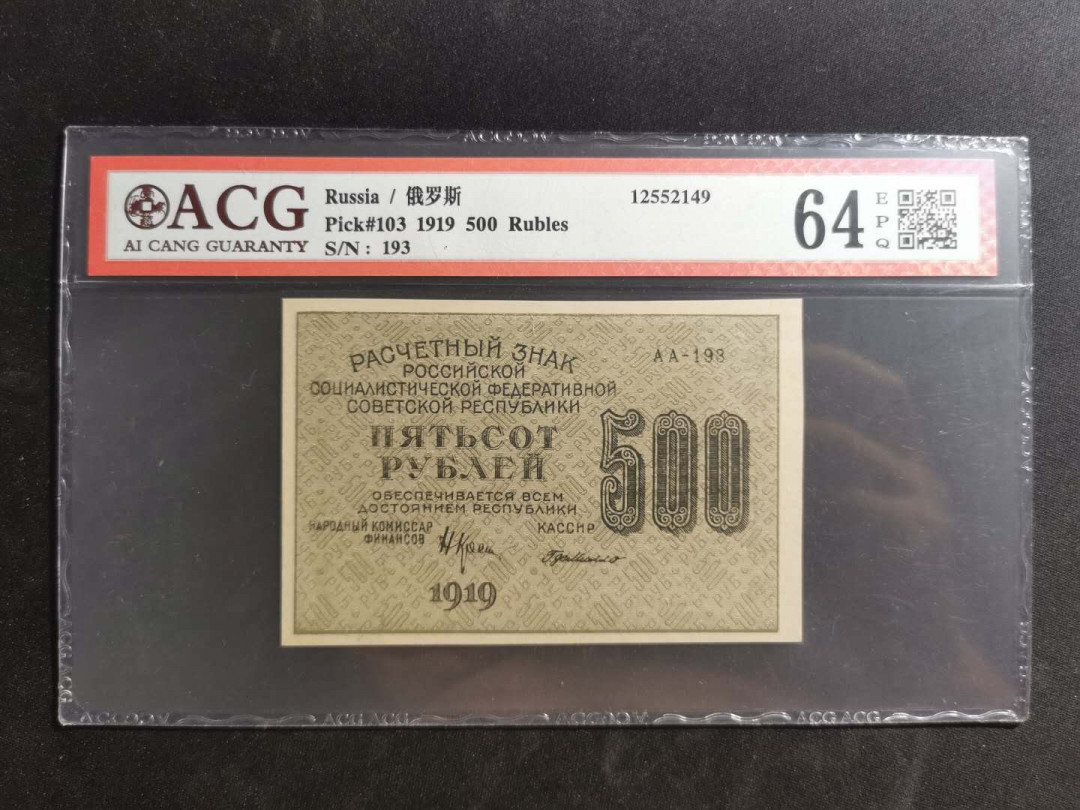 ACG
AI CANG GUARANTY
Russia / 俄罗斯
Pick#103 1919 500 Rubles
S/N: 193
12552149
64
EPQ
РАСЧЕТНЫЙ ЗНАК
РОССИЙСКОЙ
СОЦИАЛИСТИЧЕСКОЙ ФЕДЕРАТИВНОЙ
СОВЕТСКОЙ РЕСПУБЛИКИ
ПЯТЬСОТ
РУБЛЕЙ
ОБЕСПЕЧИВАЕТСЯ ВСЕМ
ДОСТОЯНИЕМ РЕСПУБЛИКИ
НАРОДНЫЙ КОМИССАР
ФИНАНСОВ
КАССИР
1919
АА-193
500